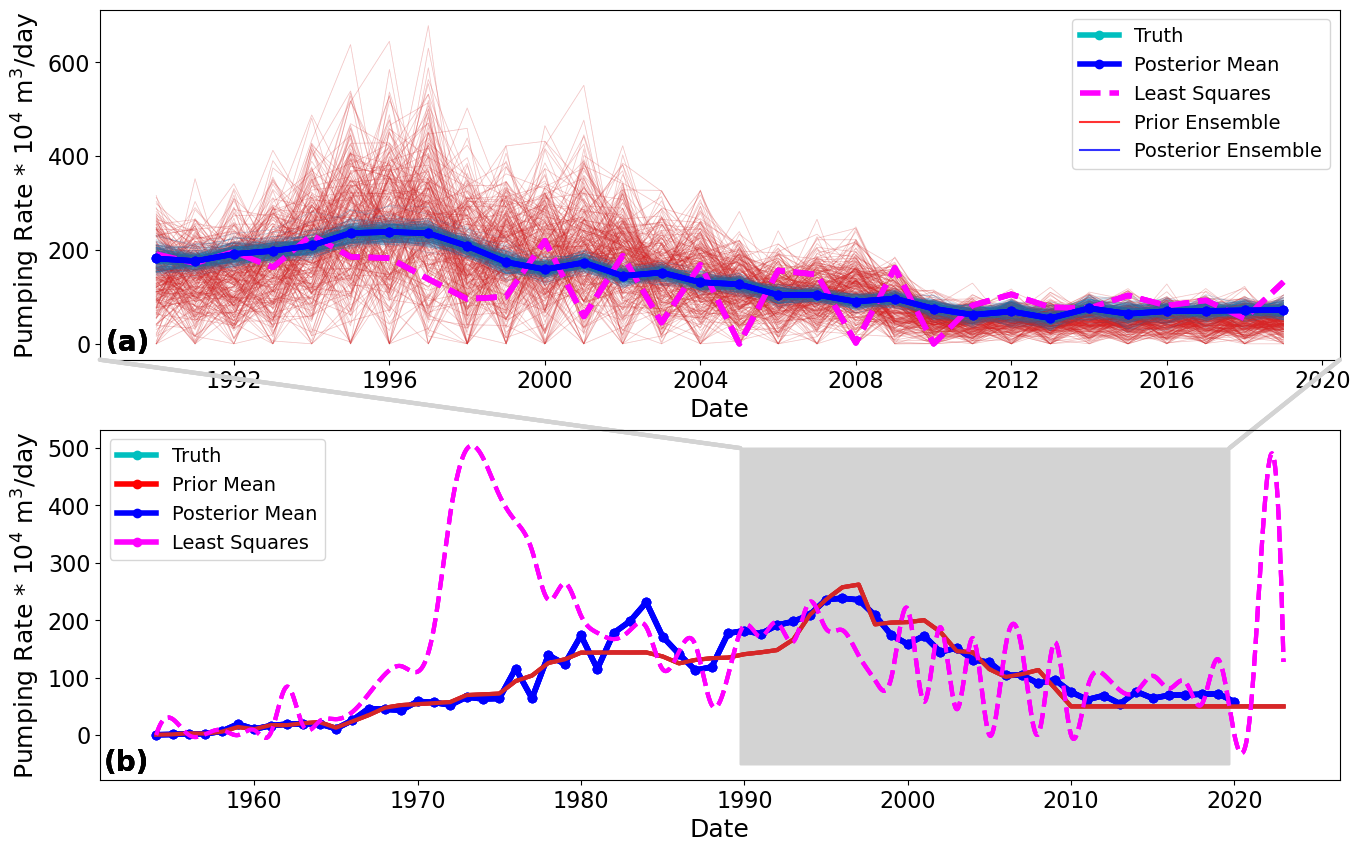 Pumping Rate * 10⁴ m³/day
600
400
200
0
Truth
Posterior Mean
Least Squares
Prior Ensemble
Posterior Ensemble
(a)
1992 1996 2000 2004 2008 2012 2016 2020
Date
Pumping Rate * 10⁴ m³/day
500
400
300
200
100
0
Truth
Prior Mean
Posterior Mean
Least Squares
(b)
1960 1970 1980 1990 2000 2010 2020
Date